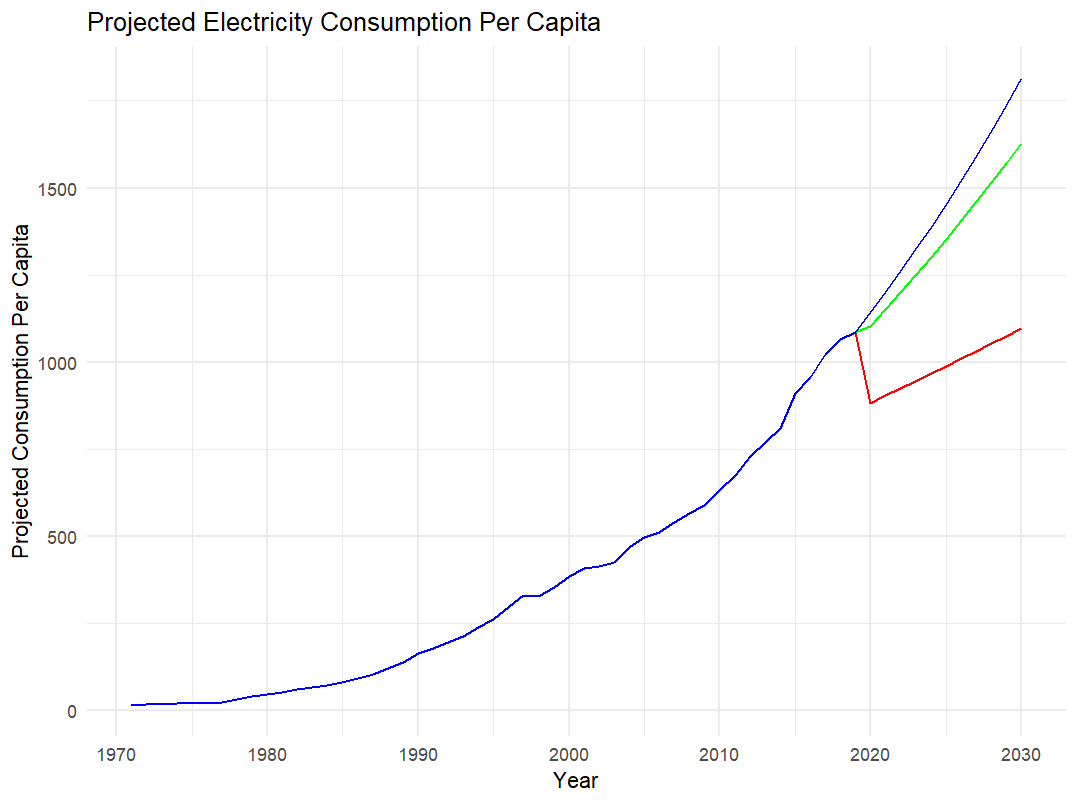 Projected Electricity Consumption Per Capita
Projected Consumption Per Capita
1500
1000
500
0
1970 1980 1990 2000 2010 2020 2030
Year